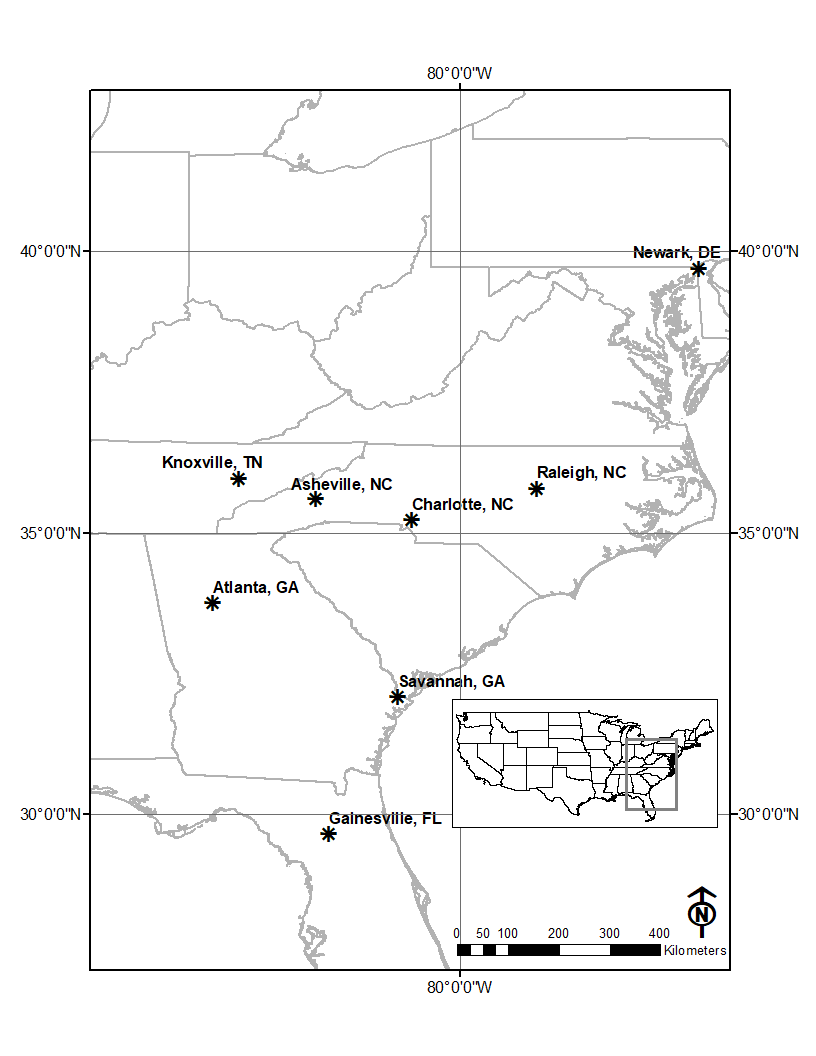 80°0'0"W
40°0'0"N
Newark, DE
40°0'0"N
Knoxville, TN
Asheville, NC
Raleigh, NC
Charlotte, NC
35°0'0"N
35°0'0"N
Atlanta, GA
Savannah, GA
30°0'0"N
Gainesville, FL
30°0'0"N
N
0 50 100 200 300 400
Kilometers
80°0'0"W